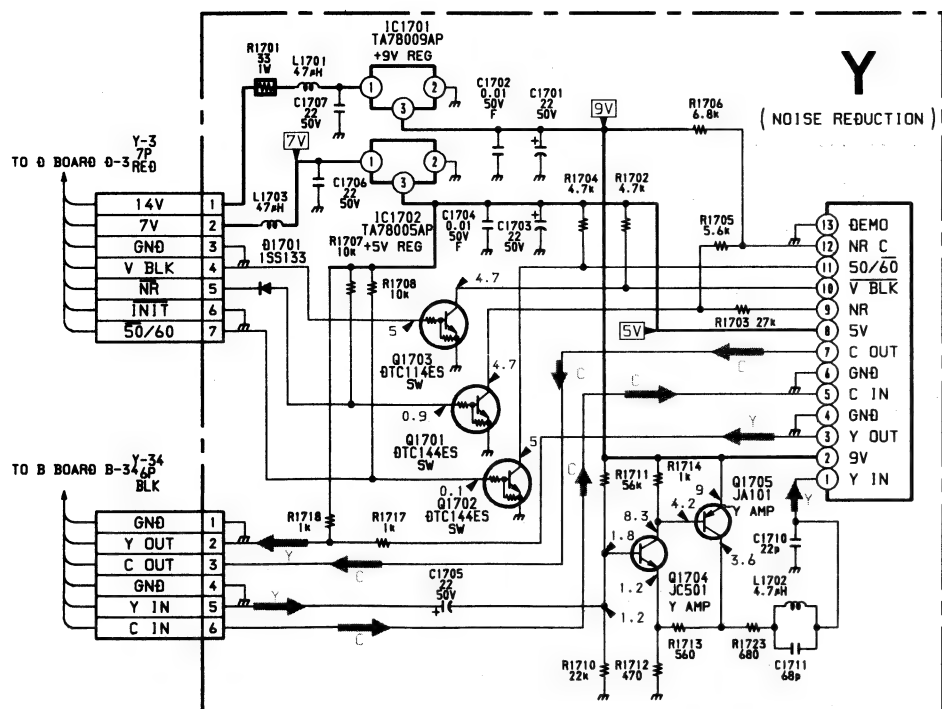 IC1701
TA78009AP
+9V REG
R1701
33
1W
L1701
47μH
C1707
22
50V
1
2
3
C1702
0.01
50V
F
C1701
22
50V
9V
R1706
6.8k
Y
(NOISE REDUCTION)
Y-3
7P
RED
TO D BOARD D-3
7V
1
2
3
C1706
22
50V
IC1702
TA78005AP
+5V REG
L1703
47μH
C1704
0.01
50V
F
C1703
22
50V
R1704
4.7k
R1702
4.7k
R1705
5.6k
14V 1
7V 2
GND 3
V BLK 4
NR 5
INIT 6
50/60 7
D1701
1SS133
R1707
10k
R1708
10k
4.7
5
Q1703
DTC114ES
SW
4.7
0.9
Q1701
DTC144ES
SW
5
0.1
Q1702
DTC144ES
SW
13 DEMO
12 NR C
11 50/60
10 V BLK
9 NR
8 5V
7 C OUT
6 GND
5 C IN
4 GND
3 Y OUT
2 9V
1 Y IN
R1703 27k
5V
C
C
C
C
Y
Y
Y-34
6P
BLK
TO B BOARD B-34
GND 1
Y OUT 2
C OUT 3
GND 4
Y IN 5
C IN 6
R1718
1k
R1717
1k
Y
C
Y
C
C1705
22
50V
R1711
56k
R1714
1k
Q1705
JA101
Y AMP
9
4.2
8.3
1.8
3.6
Q1704
JC501
Y AMP
1.2
1.2
C1710
22p
L1702
4.7μH
C1711
68p
R1710
22k
R1712
470
R1713
560
R1723
680